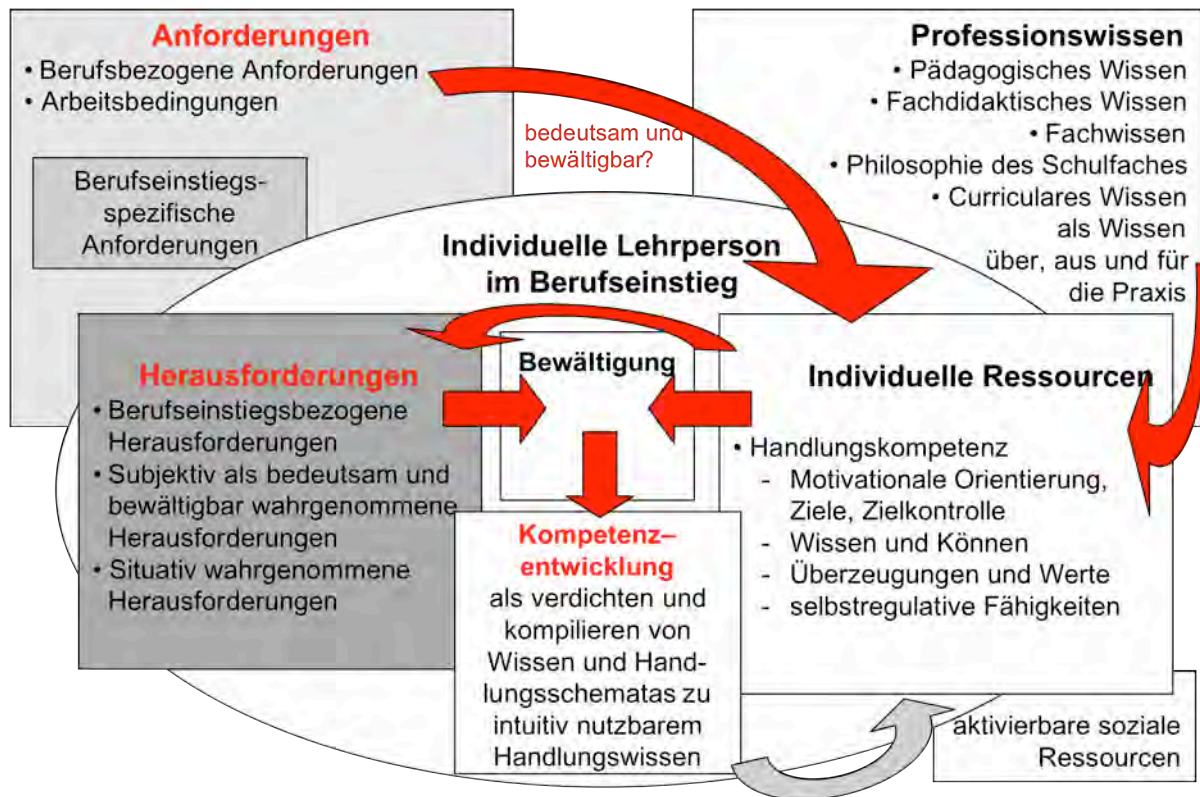 Anforderungen
• Berufsbezogene Anforderungen
• Arbeitsbedingungen
Berufseinstiegs-
spezifische
Anforderungen
bedeutsam und
bewältigbar?
Professionswissen
• Pädagogisches Wissen
• Fachdidaktisches Wissen
• Fachwissen
• Philosophie des Schulfaches
• Curriculares Wissen
als Wissen
über, aus und für
die Praxis
Individuelle Lehrperson
im Berufseinstieg
Herausforderungen
• Berufseinstiegsbezogene
Herausforderungen
• Subjektiv als bedeutsam und
bewältigbar wahrgenommene
Herausforderungen
• Situativ wahrgenommene
Herausforderungen
Bewältigung
Individuelle Ressourcen
• Handlungskompetenz
- Motivationale Orientierung,
Ziele, Zielkontrolle
- Wissen und Können
- Überzeugungen und Werte
- selbstregulative Fähigkeiten
Kompetenz–
entwicklung
als verdichten und
kompilieren von
Wissen und Hand-
lungsschematas zu
intuitiv nutzbarem
Handlungswissen
aktivierbare soziale
Ressourcen